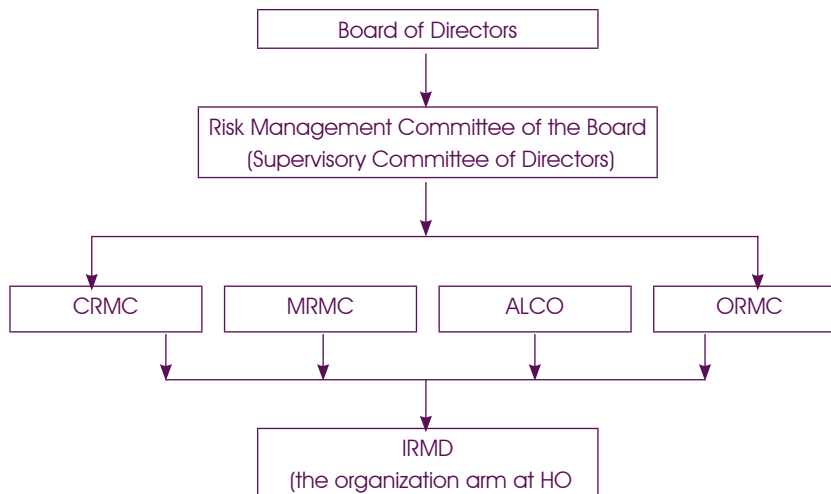 Board of Directors
Risk Management Committee of the Board
(Supervisory Committee of Directors)
CRMC
MRMC
ALCO
ORMC
IRMD
(the organization arm at HO